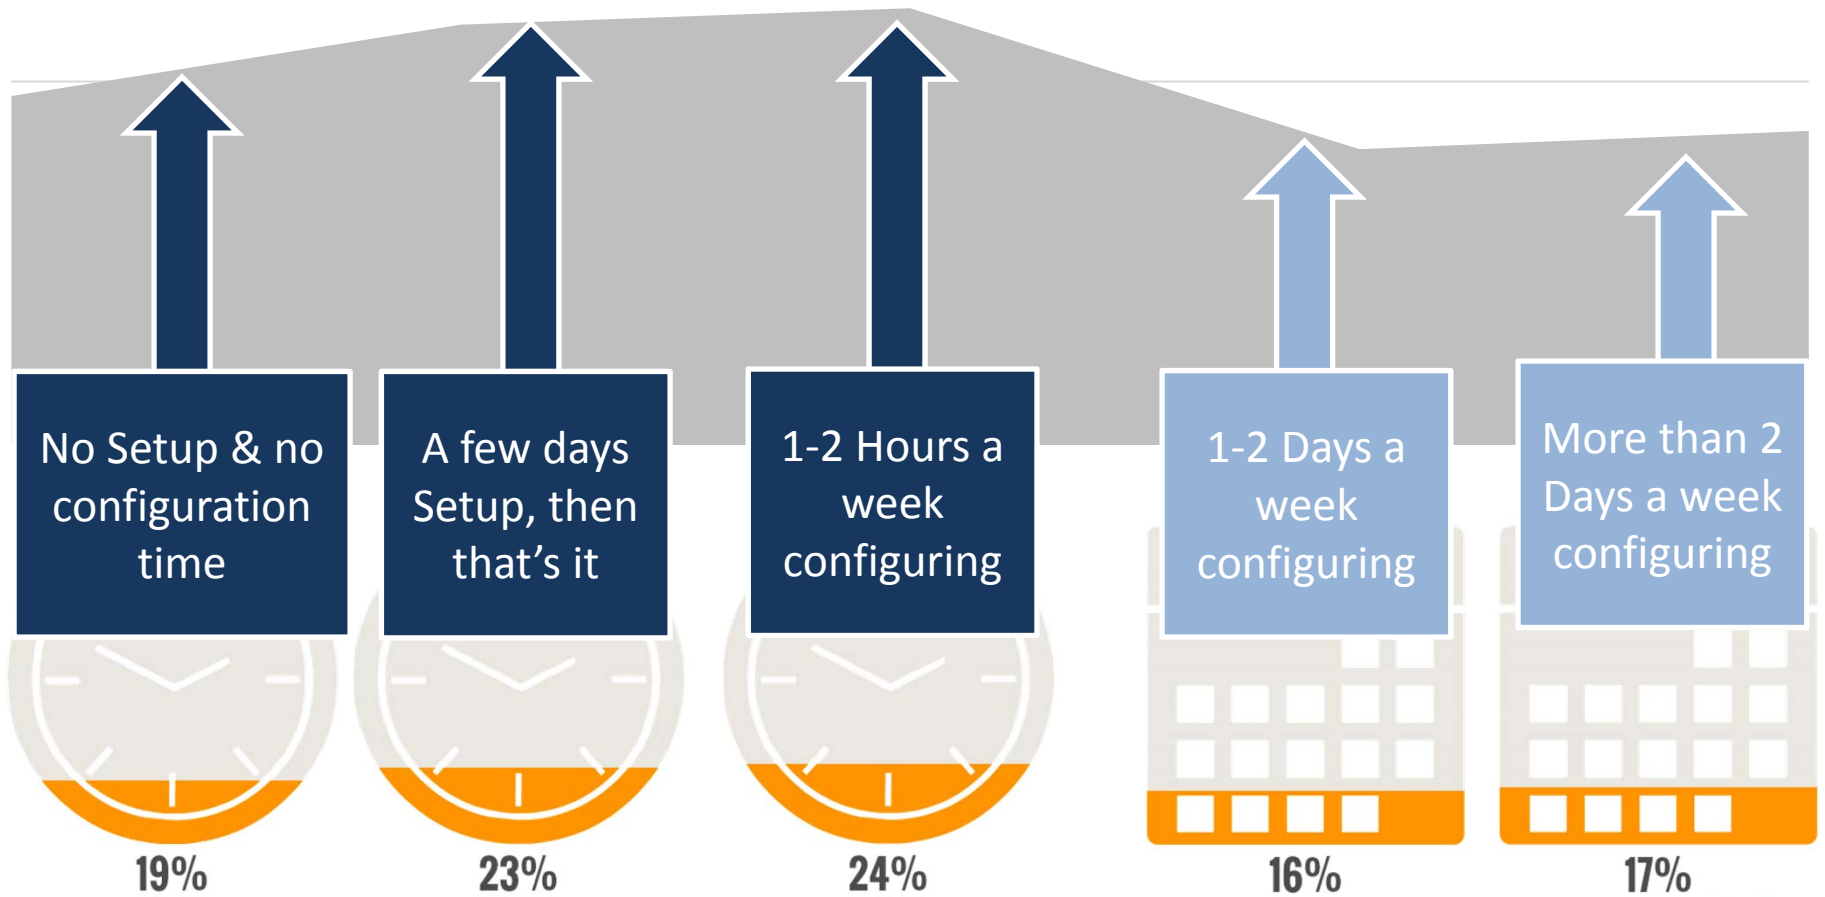 No Setup & no
configuration
time
A few days
Setup, then
that’s it
1-2 Hours a
week
configuring
1-2 Days a
week
configuring
More than 2
Days a week
configuring
19%
23%
24%
16%
17%